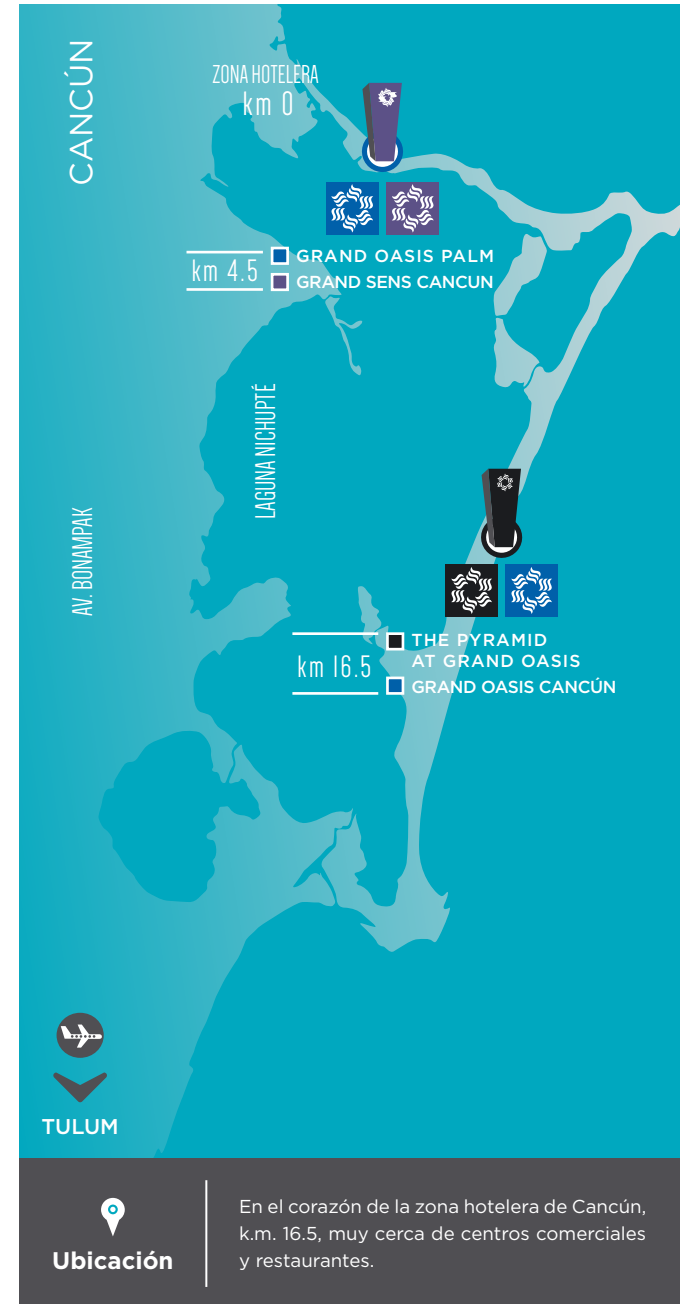 CANCÚN
ZONA HOTELERA
km 0
km 4.5
GRAND OASIS PALM
GRAND SENS CANCUN
LAGUNA NICHUPTÉ
AV. BONAMPAK
km 16.5
THE PYRAMID
AT GRAND OASIS
GRAND OASIS CANCÚN
TULUM
Ubicación
En el corazón de la zona hotelera de Cancún,
k.m. 16.5, muy cerca de centros comerciales
y restaurantes.